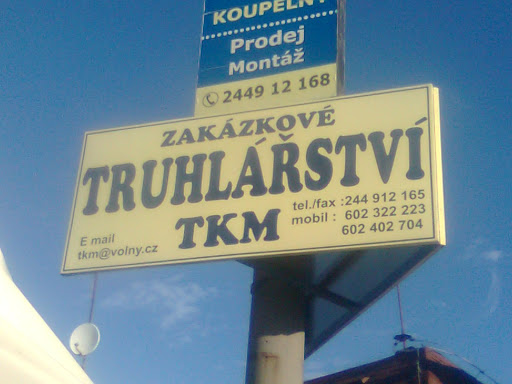 KOUPELNY
Prodej
Montáž
2449 12 168
ZAKÁZKOVÉ
TRUHLÁŘSTVÍ
TKM
tel./fax :244 912 165
mobil : 602 322 223
602 402 704
E mail
tkm@volny.cz